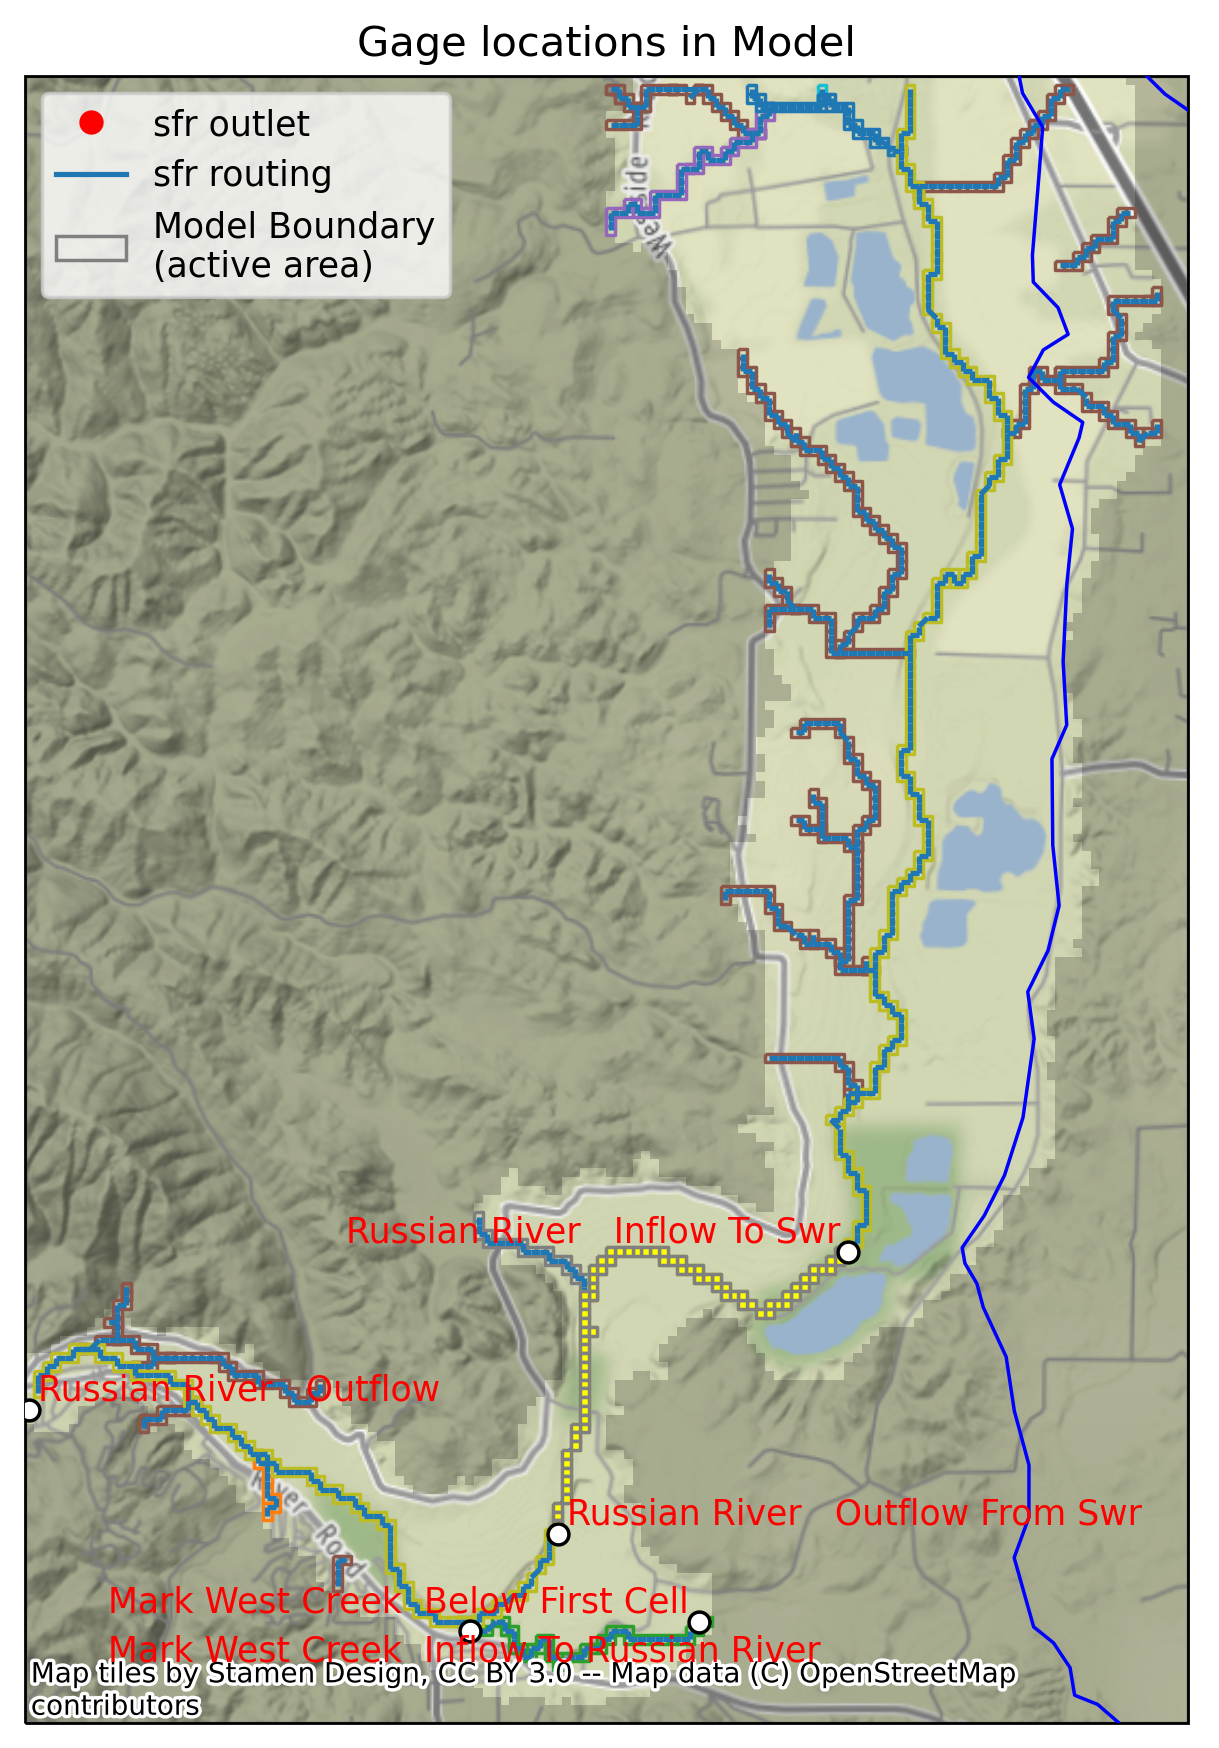 Gage locations in Model
sfr outlet
sfr routing
Model Boundary
(active area)
Russian River   Inflow To Swr
Russian River   Outflow
River Road
Russian River   Outflow From Swr
Mark West Creek  Below First Cell
Mark West Creek  Inflow To Russian River
Map tiles by Stamen Design, CC BY 3.0 -- Map data (C) OpenStreetMap
contributors